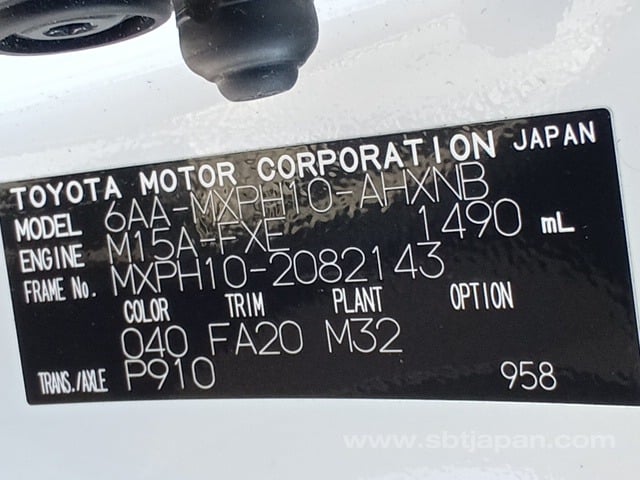 TOYOTA MOTOR CORPORATION JAPAN
MODEL 6AA-MXPH10-AHXNB
ENGINE M15A-FXE 1490 mL
FRAME No. MXPH10-2082143
COLOR TRIM PLANT OPTION
040 FA20 M32
TRANS./AXLE P910 958
www.sbtjapan.com